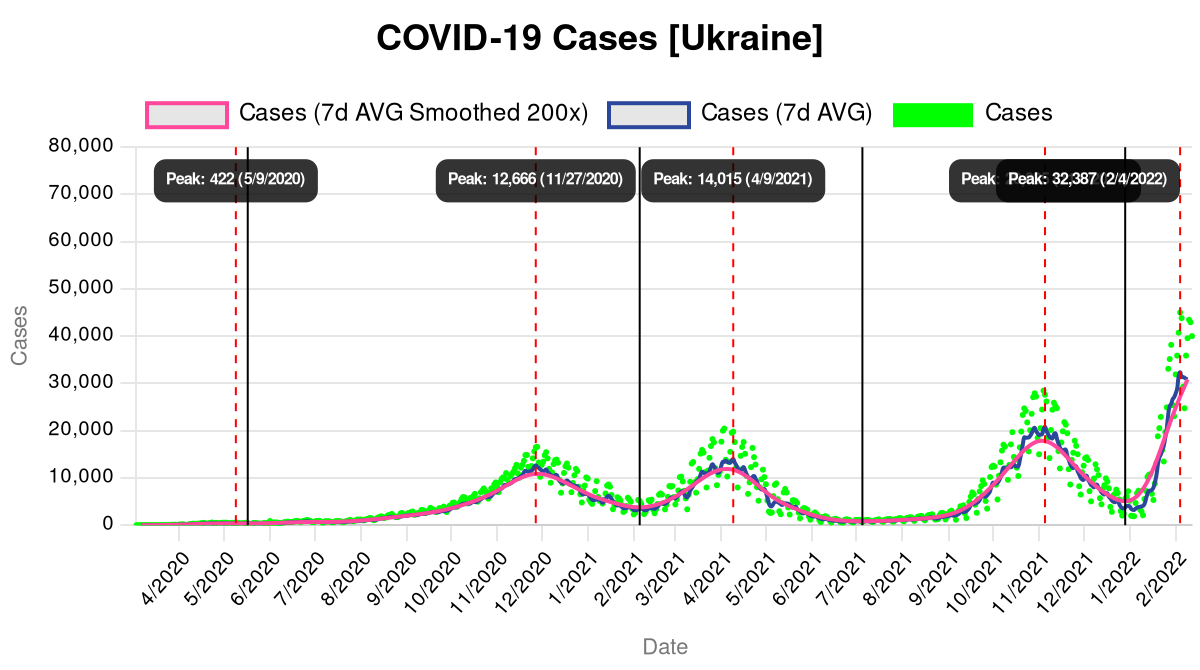 COVID-19 Cases [Ukraine]
Cases (7d AVG Smoothed 200x) Cases (7d AVG) Cases
80,000
70,000
60,000
50,000
40,000
30,000
20,000
10,000
0
Cases
Peak: 422 (5/9/2020) Peak: 12,666 (11/27/2020) Peak: 14,015 (4/9/2021) Peak: Peak: 32,387 (2/4/2022)
4/2020 5/2020 6/2020 7/2020 8/2020 9/2020 10/2020 11/2020 12/2020 1/2021 2/2021 3/2021 4/2021 5/2021 6/2021 7/2021 8/2021 9/2021 10/2021 11/2021 12/2021 1/2022 2/2022
Date